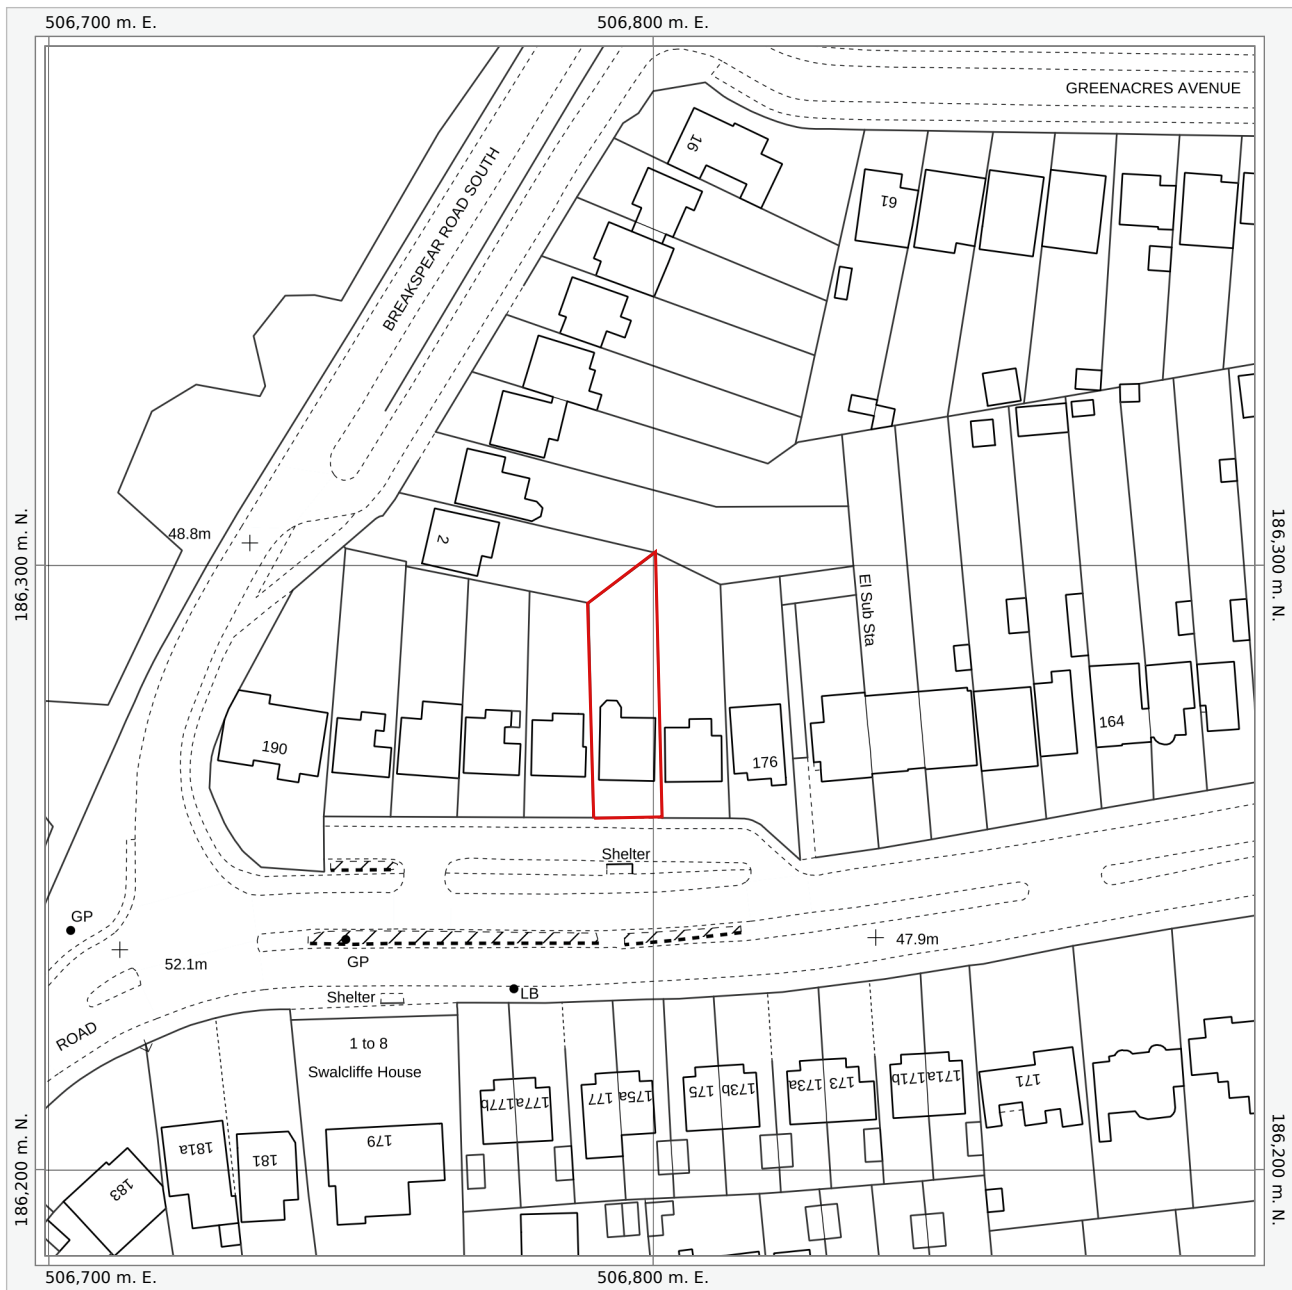 506,700 m. E.
506,800 m. E.
GREENACRES AVENUE
16
BREAKSPEAR ROAD SOUTH
61
48.8m
2
186,300 m. N.
186,300 m. N.
El Sub Sta
190
176
164
Shelter
GP
47.9m
52.1m
GP
LB
Shelter
ROAD
1 to 8
Swalcliffe House
177b
177a
177
175a
175
173b
173a
173
171b
171a
171
181a
181
179
183
186,200 m. N.
186,200 m. N.
506,700 m. E.
506,800 m. E.